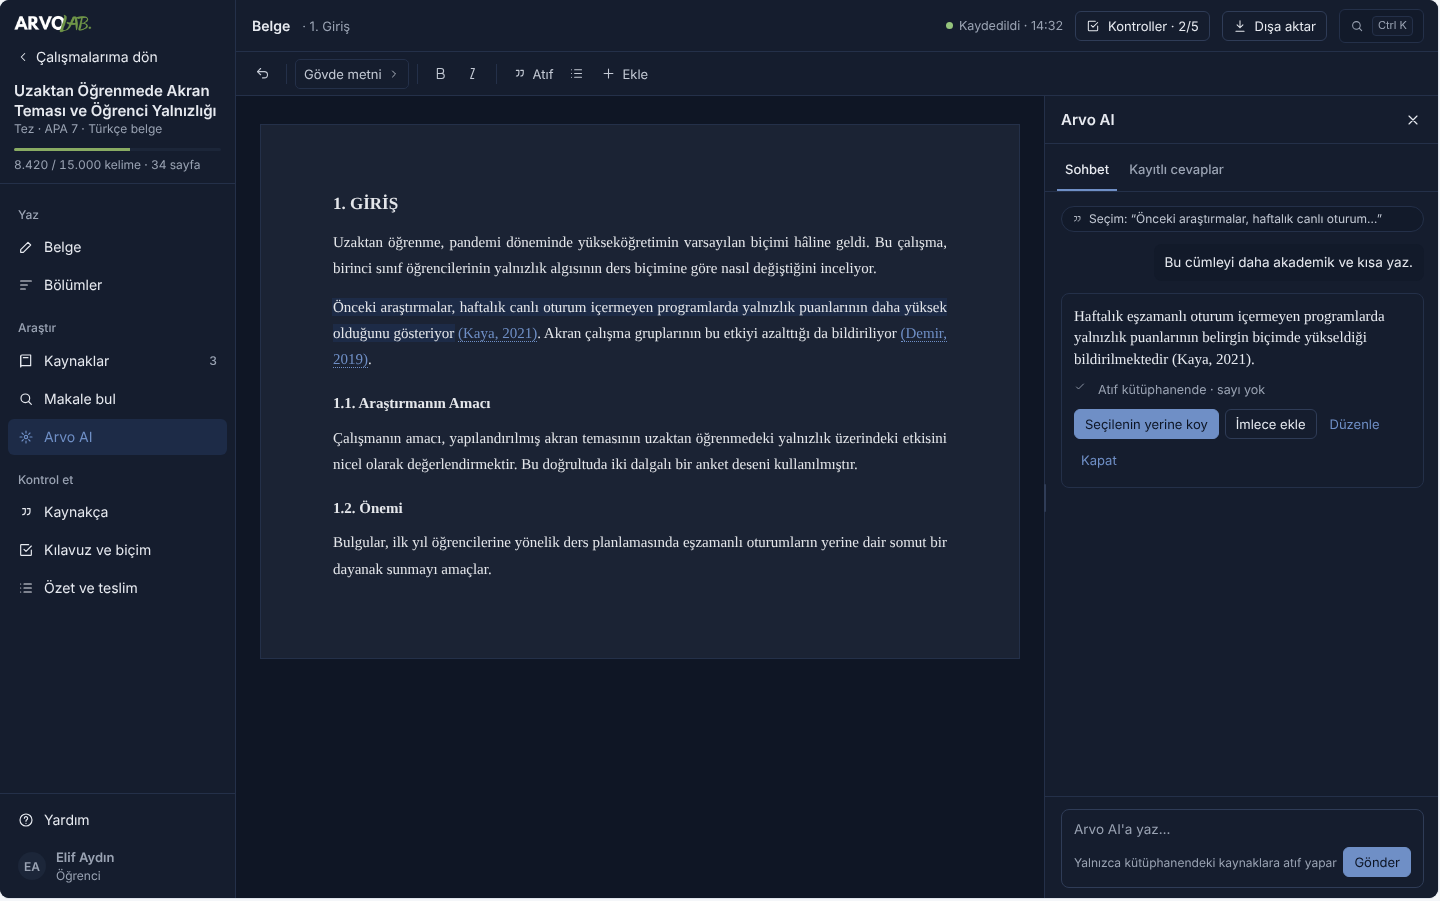 ARVOLAB.
Çalışmalarıma dön
Uzaktan Öğrenmede Akran
Teması ve Öğrenci Yalnızlığı
Tez · APA 7 · Türkçe belge
8.420 / 15.000 kelime · 34 sayfa
Yaz
Belge
Bölümler
Araştır
Kaynaklar 3
Makale bul
Arvo AI
Kontrol et
Kaynakça
Kılavuz ve biçim
Özet ve teslim
Yardım
EA
Elif Aydın
Öğrenci
Belge · 1. Giriş
Kaydedildi · 14:32
Kontroller · 2/5
Dışa aktar
Ctrl K
Gövde metni
B
I
Atıf
Ekle
1. GİRİŞ
Uzaktan öğrenme, pandemi döneminde yükseköğretimin varsayılan biçimi hâline geldi. Bu çalışma,
birinci sınıf öğrencilerinin yalnızlık algısının ders biçimine göre nasıl değiştiğini inceliyor.
Önceki araştırmalar, haftalık canlı oturum içermeyen programlarda yalnızlık puanlarının daha yüksek
olduğunu gösteriyor (Kaya, 2021). Akran çalışma gruplarının bu etkiyi azalttığı da bildiriliyor (Demir,
2019).
1.1. Araştırmanın Amacı
Çalışmanın amacı, yapılandırılmış akran temasının uzaktan öğrenmedeki yalnızlık üzerindeki etkisini
nicel olarak değerlendirmektir. Bu doğrultuda iki dalgalı bir anket deseni kullanılmıştır.
1.2. Önemi
Bulgular, ilk yıl öğrencilerine yönelik ders planlamasında eşzamanlı oturumların yerine dair somut bir
dayanak sunmayı amaçlar.
Arvo AI
Sohbet
Kayıtlı cevaplar
Seçim: “Önceki araştırmalar, haftalık canlı oturum…”
Bu cümleyi daha akademik ve kısa yaz.
Haftalık eşzamanlı oturum içermeyen programlarda
yalnızlık puanlarının belirgin biçimde yükseldiği
bildirilmektedir (Kaya, 2021).
Atıf kütüphanende · sayı yok
Seçilenin yerine koy
İmlece ekle
Düzenle
Kapat
Arvo AI'a yaz…
Yalnızca kütüphanendeki kaynaklara atıf yapar
Gönder